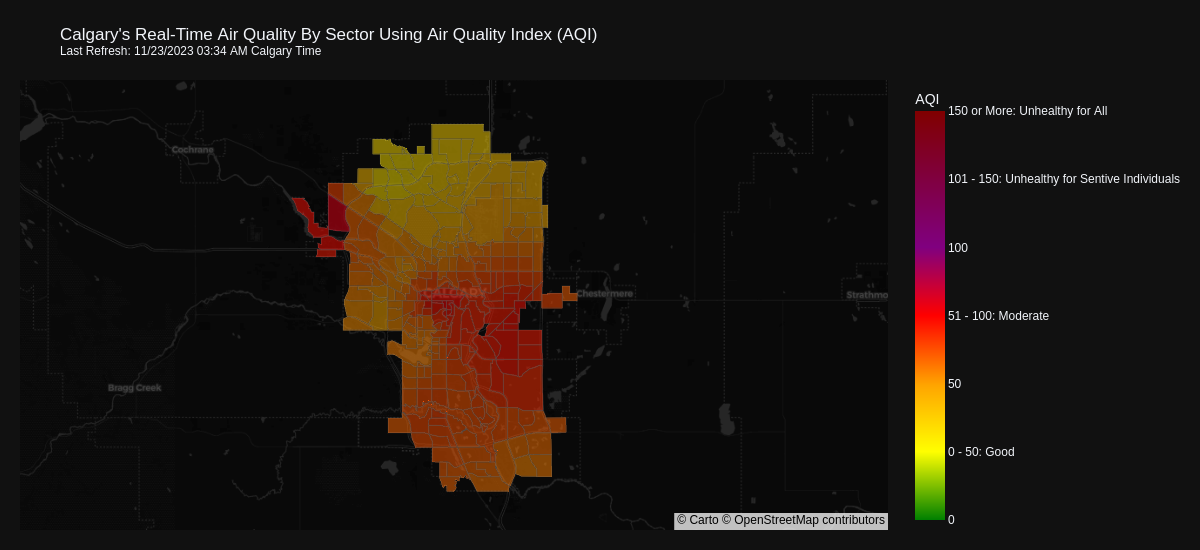 Calgary's Real-Time Air Quality By Sector Using Air Quality Index (AQI)
Last Refresh: 11/23/2023 03:34 AM Calgary Time
AQI
150 or More: Unhealthy for All
Cochrane
101 - 150: Unhealthy for Sentive Individuals
100
CALGARY
Chestermere
Strathmo
51 - 100: Moderate
50
Bragg Creek
0 - 50: Good
0
© Carto © OpenStreetMap contributors